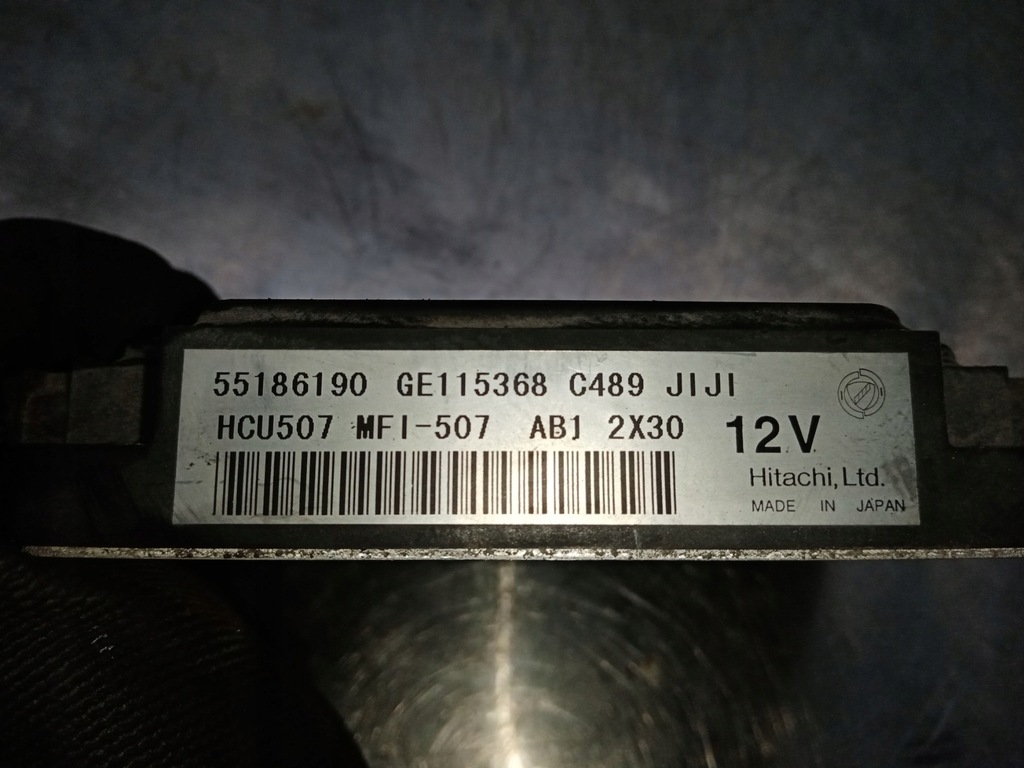 55186190 GE115368 C489 JIJI
HCU507 MFI-507 AB1 2X30
12V
Hitachi, Ltd.
MADE IN JAPAN